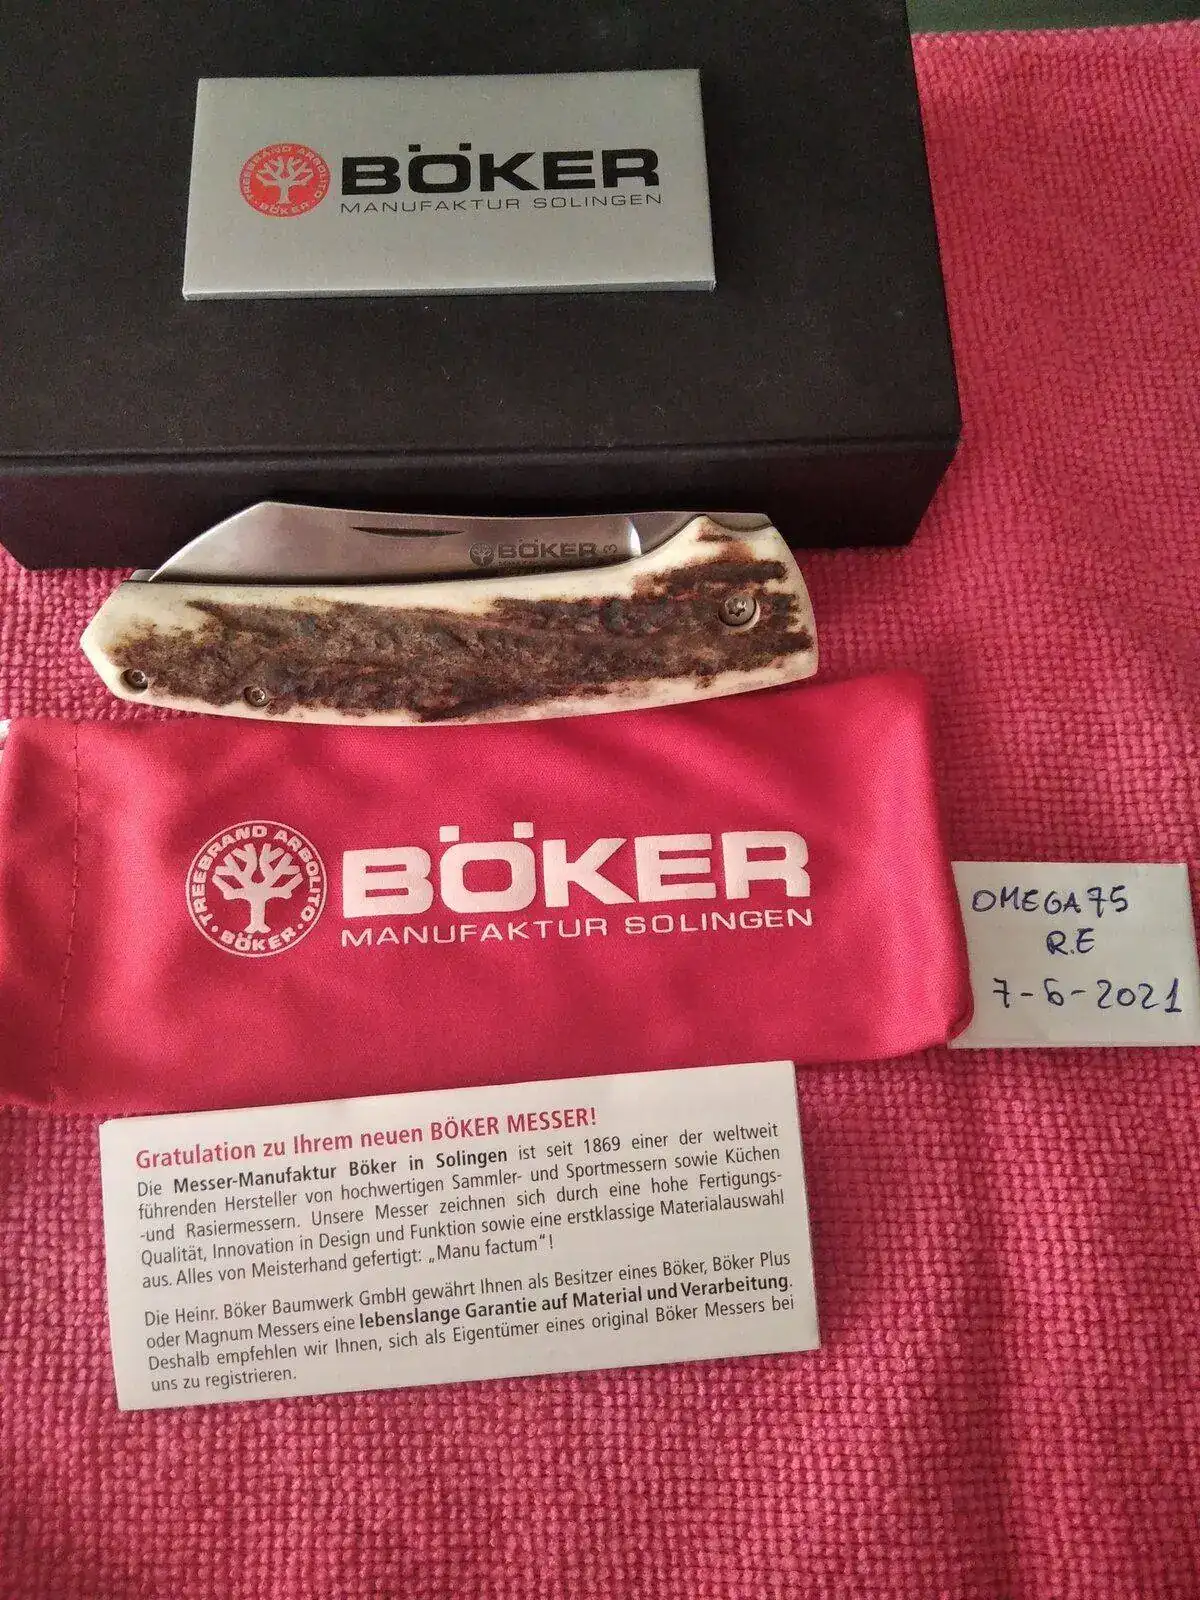 TREEBRAND ARBOLITO
BÖKER
BÖKER
MANUFAKTUR SOLINGEN
BÖKER
TREEBRAND ARBOLITO
BÖKER
BÖKER
MANUFAKTUR SOLINGEN
OMEGA75
R.E
7-6-2021
Gratulation zu Ihrem neuen BÖKER MESSER!
Die Messer-Manufaktur Böker in Solingen ist seit 1869 einer der weltweit
führenden Hersteller von hochwertigen Sammler- und Sportmessern sowie Küchen
-und Rasiermessern. Unsere Messer zeichnen sich durch eine hohe Fertigungs-
Qualität, Innovation in Design und Funktion sowie eine erstklassige Materialauswahl
aus. Alles von Meisterhand gefertigt: „Manu factum“!
Die Heinr. Böker Baumwerk GmbH gewährt Ihnen als Besitzer eines Böker, Böker Plus
oder Magnum Messers eine lebenslange Garantie auf Material und Verarbeitung.
Deshalb empfehlen wir Ihnen, sich als Eigentümer eines original Böker Messers bei
uns zu registrieren.